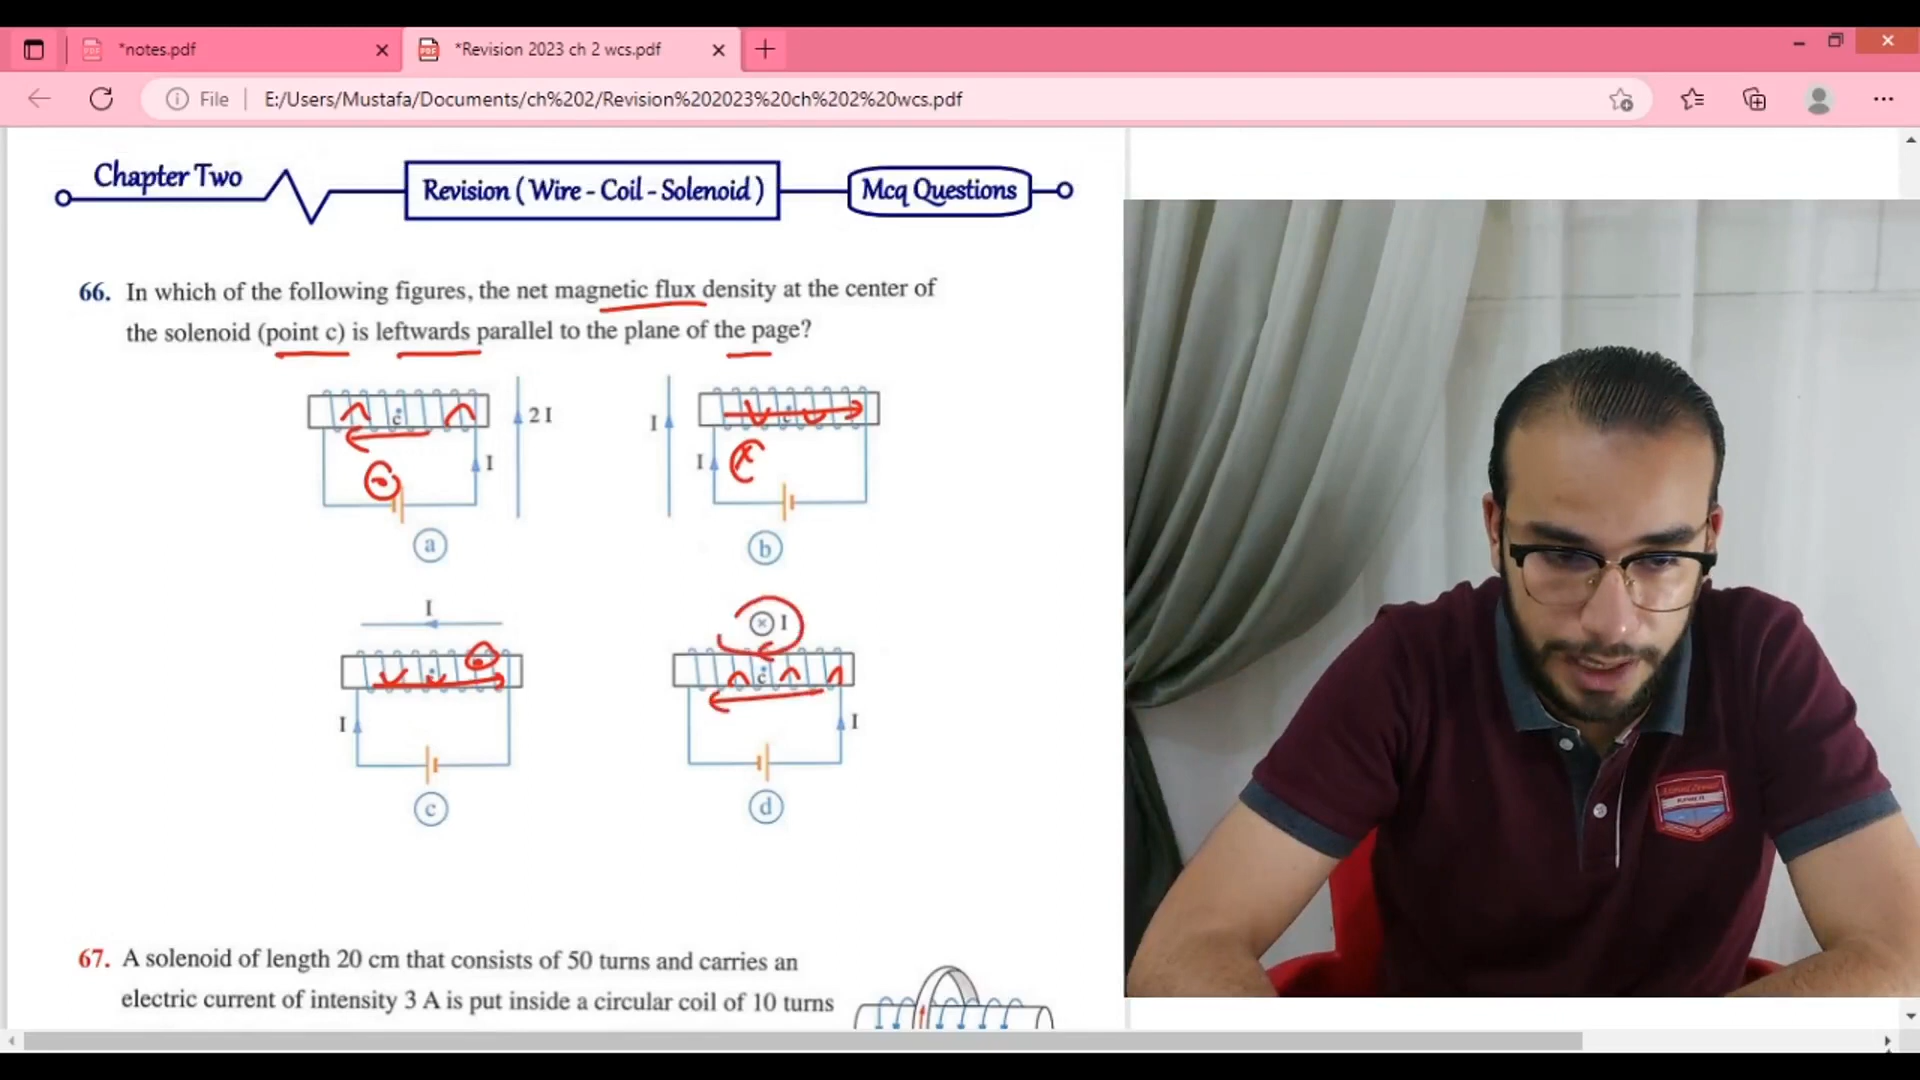 *notes.pdf
*Revision 2023 ch 2 wcs.pdf
File
E:/Users/Mustafa/Documents/ch%202/Revision%202023%20ch%202%20wcs.pdf
Chapter Two
Revision ( Wire - Coil - Solenoid )
Mcq Questions
66. In which of the following figures, the net magnetic flux density at the center of
the solenoid (point c) is leftwards parallel to the plane of the page?
c
2 I
I
a
I
I
b
I
I
c
I
c
I
d
67. A solenoid of length 20 cm that consists of 50 turns and carries an
electric current of intensity 3 A is put inside a circular coil of 10 turns